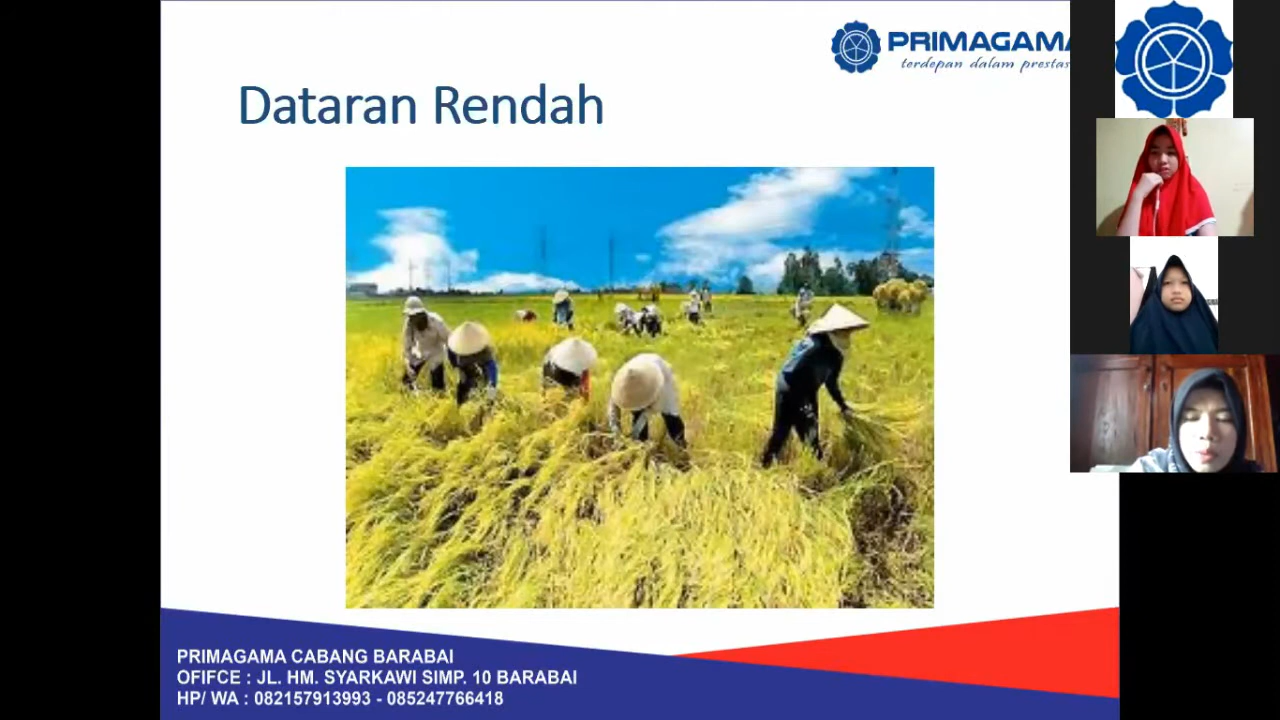 PRIMAGAMA
terdepan dalam prestas
Dataran Rendah
PRIMAGAMA CABANG BARABAI
OFIFCE : JL. HM. SYARKAWI SIMP. 10 BARABAI
HP/ WA : 082157913993 - 085247766418